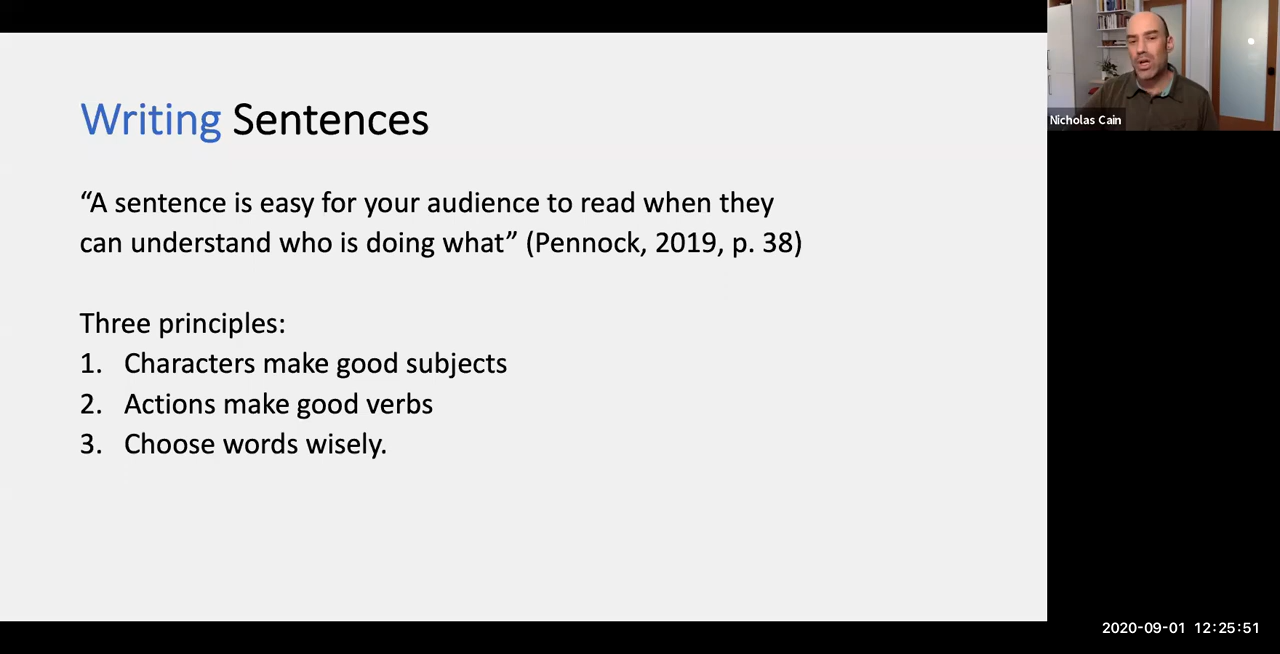 Writing Sentences
“A sentence is easy for your audience to read when they
can understand who is doing what” (Pennock, 2019, p. 38)
Three principles:
1. Characters make good subjects
2. Actions make good verbs
3. Choose words wisely.
Nicholas Cain
2020-09-01 12:25:51